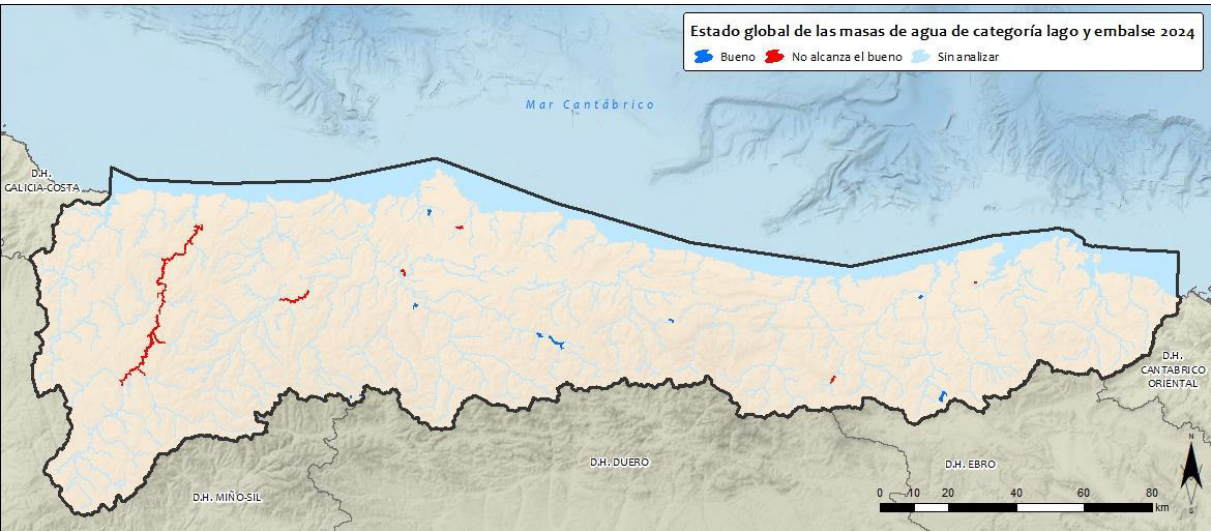 Estado global de las masas de agua de categoría lago y embalse 2024
Bueno No alcanza el bueno Sin analizar
Mar Cantábrico
D.H.
GALICIA-COSTA
D.H.
CANTABRICO
ORIENTAL
D.H. DUERO
D.H. EBRO
D.H. MIÑO-SIL
N
S
0 10 20 40 60 80
km